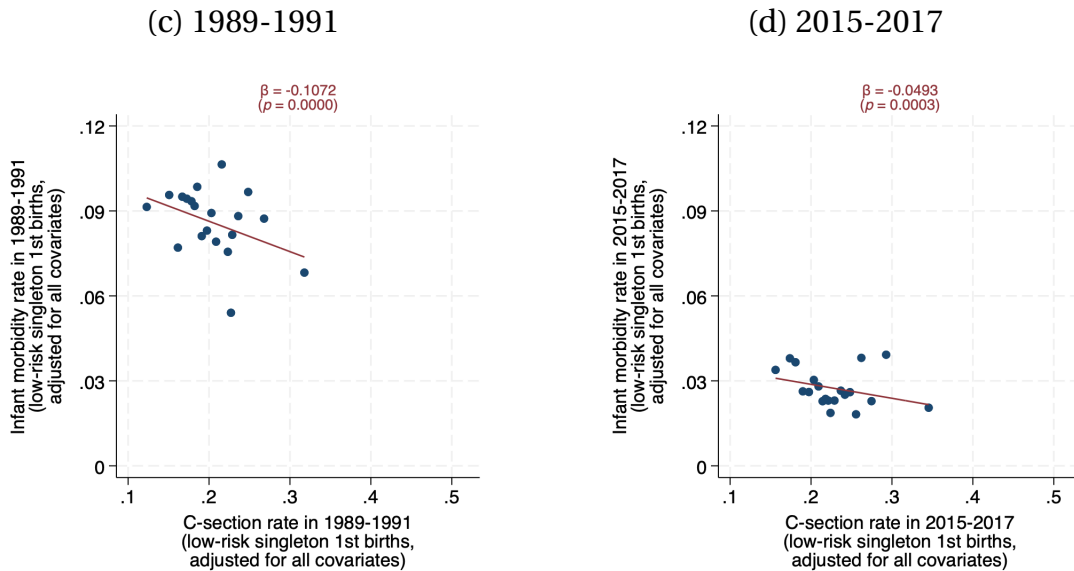 (c) 1989-1991
β = -0.1072
(p = 0.0000)
Infant morbidity rate in 1989-1991
(low-risk singleton 1st births,
adjusted for all covariates)
.12
.09
.06
.03
0
.1 .2 .3 .4 .5
C-section rate in 1989-1991
(low-risk singleton 1st births,
adjusted for all covariates)
(d) 2015-2017
β = -0.0493
(p = 0.0003)
Infant morbidity rate in 2015-2017
(low-risk singleton 1st births,
adjusted for all covariates)
.12
.09
.06
.03
0
.1 .2 .3 .4 .5
C-section rate in 2015-2017
(low-risk singleton 1st births,
adjusted for all covariates)